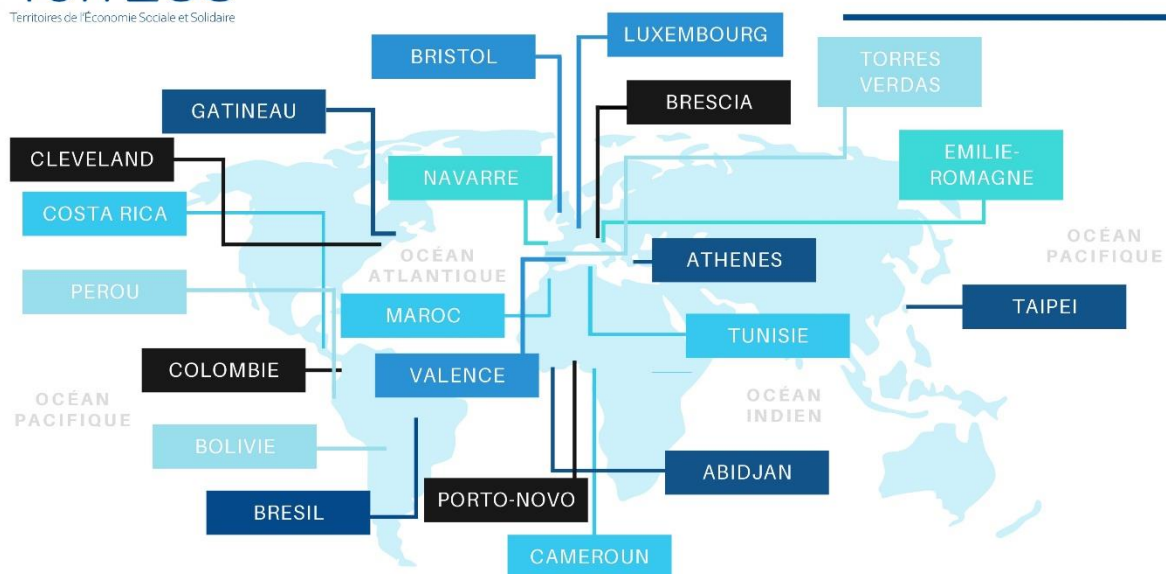 Territoires de l'Économie Sociale et Solidaire
LUXEMBOURG
BRISTOL
TORRES
VERDAS
BRESCIA
GATINEAU
CLEVELAND
EMILIE-
ROMAGNE
NAVARRE
COSTA RICA
OCÉAN
PACIFIQUE
OCÉAN
ATLANTIQUE
ATHENES
PEROU
TAIPEI
MAROC
TUNISIE
COLOMBIE
VALENCE
OCÉAN
PACIFIQUE
OCÉAN
INDIEN
BOLIVIE
ABIDJAN
PORTO-NOVO
BRESIL
CAMEROUN